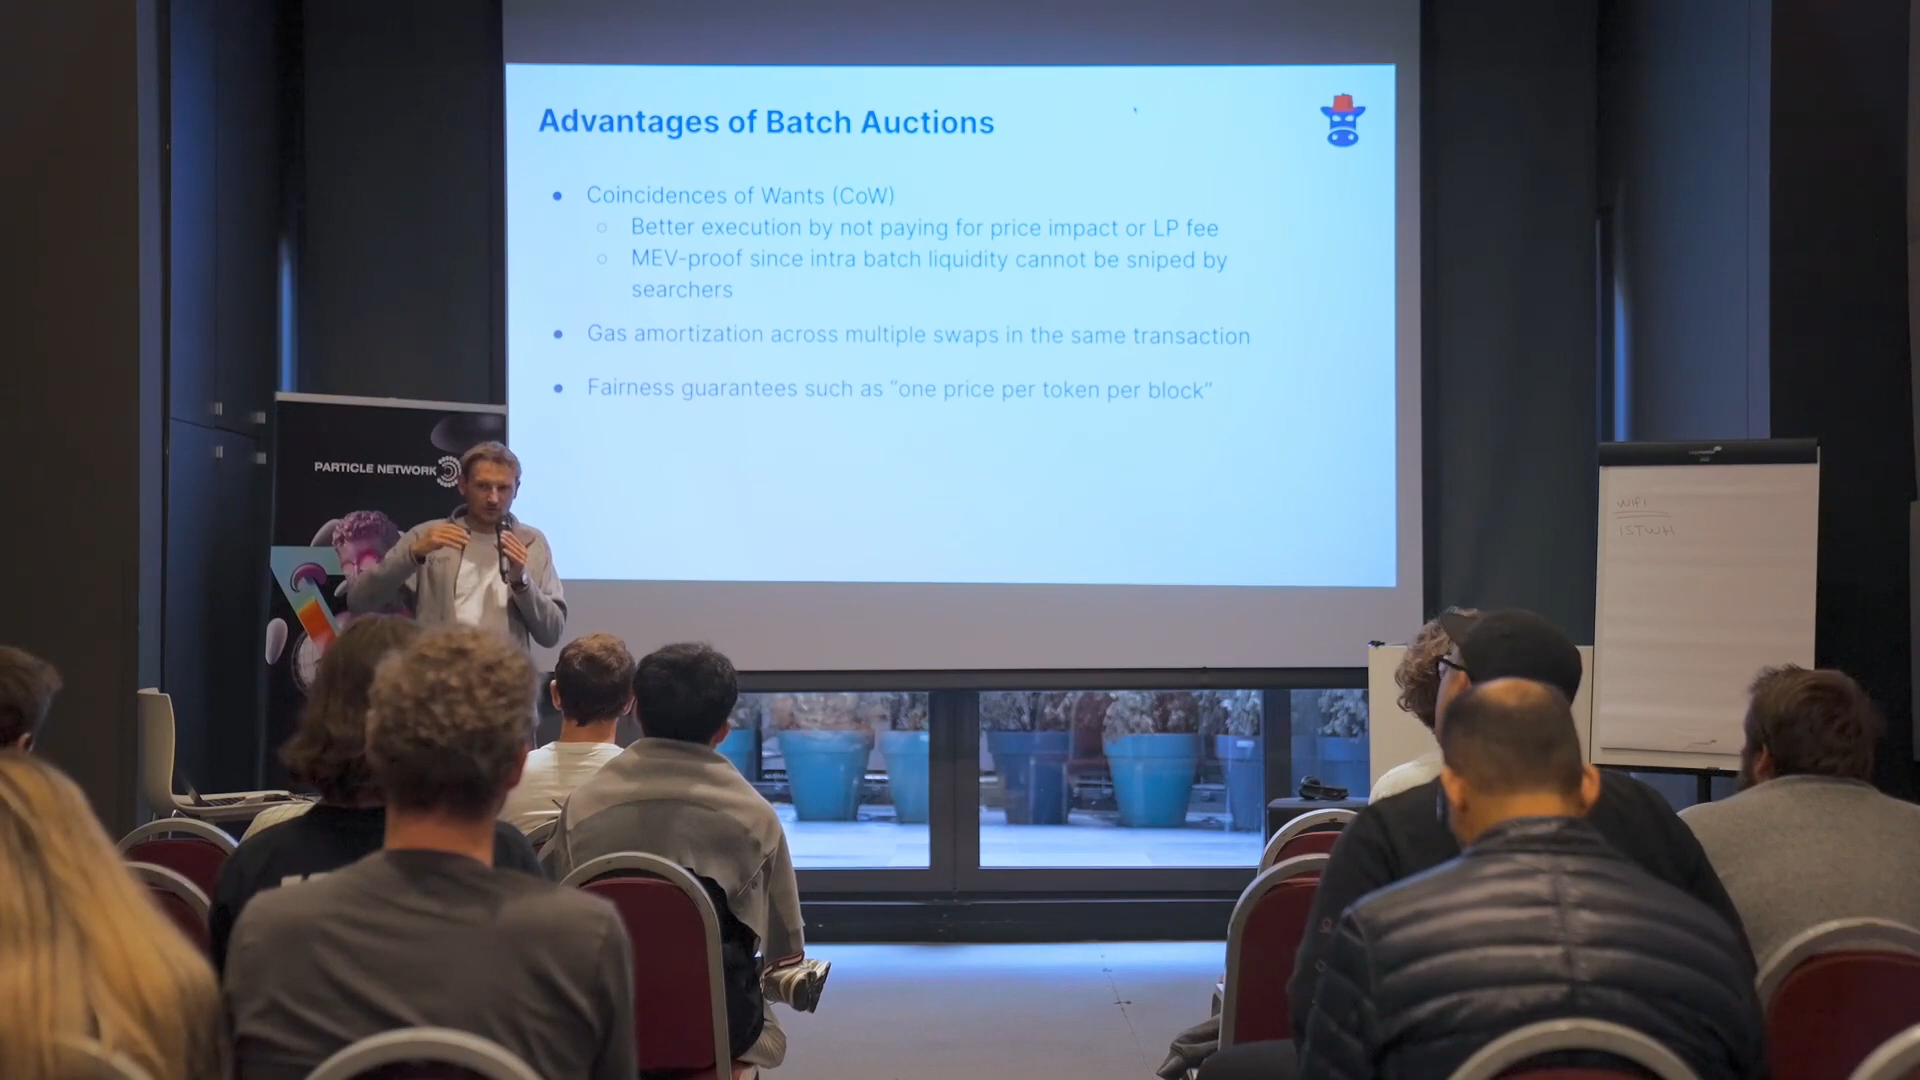 Advantages of Batch Auctions
Coincidences of Wants (CoW)
Better execution by not paying for price impact or LP fee
MEV-proof since intra batch liquidity cannot be sniped by
searchers
Gas amortization across multiple swaps in the same transaction
Fairness guarantees such as “one price per token per block”
PARTICLE NETWORK
WiFi
ISTWH